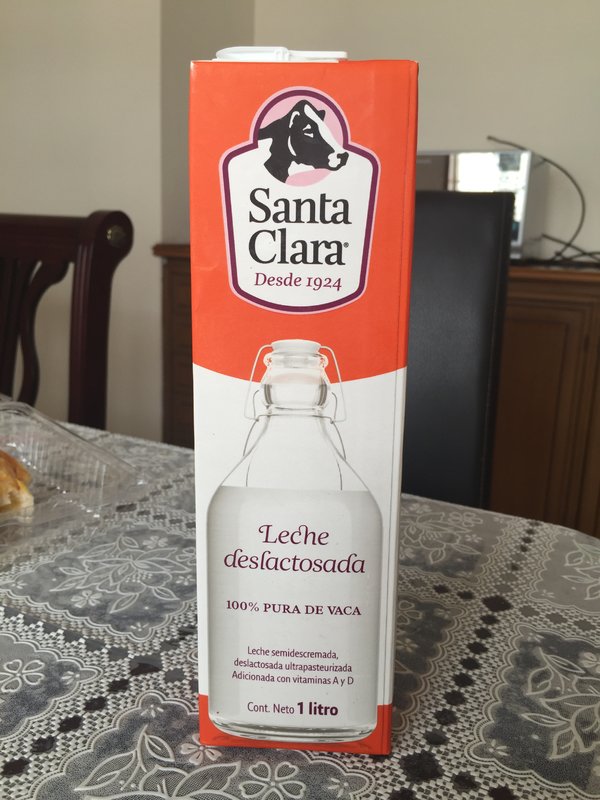 Santa
Clara®
Desde 1924
Leche
deslactosada
100% PURA DE VACA
Leche semidescremada,
deslactosada ultrapasteurizada
Adicionada con vitaminas A y D
Cont. Neto 1 litro